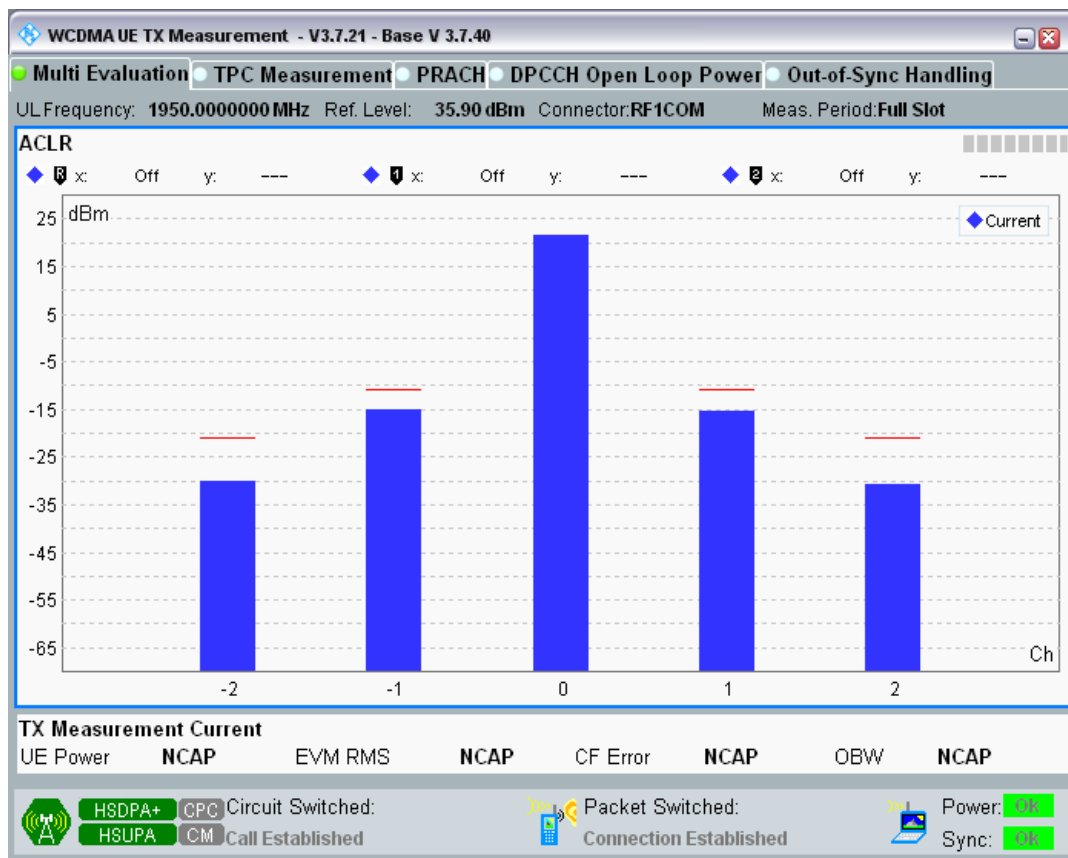 WCDMA UE TX Measurement - V3.7.21 - Base V 3.7.40
Multi Evaluation TPC Measurement PRACH DPCCH Open Loop Power Out-of-Sync Handling
UL Frequency: 1950.0000000 MHz Ref. Level: 35.90 dBm Connector:RF1COM Meas. Period:Full Slot
ACLR
R x: Off y: --- 1 x: Off y: --- 2 x: Off y: ---
dBm
Current
25
15
5
-5
-15
-25
-35
-45
-55
-65
Ch
-2 -1 0 1 2
TX Measurement Current
UE Power NCAP EVM RMS NCAP CF Error NCAP OBW NCAP
HSDPA+ CPC Circuit Switched: Packet Switched: Power: OK
HSUPA CM Call Established Connection Established Sync: OK